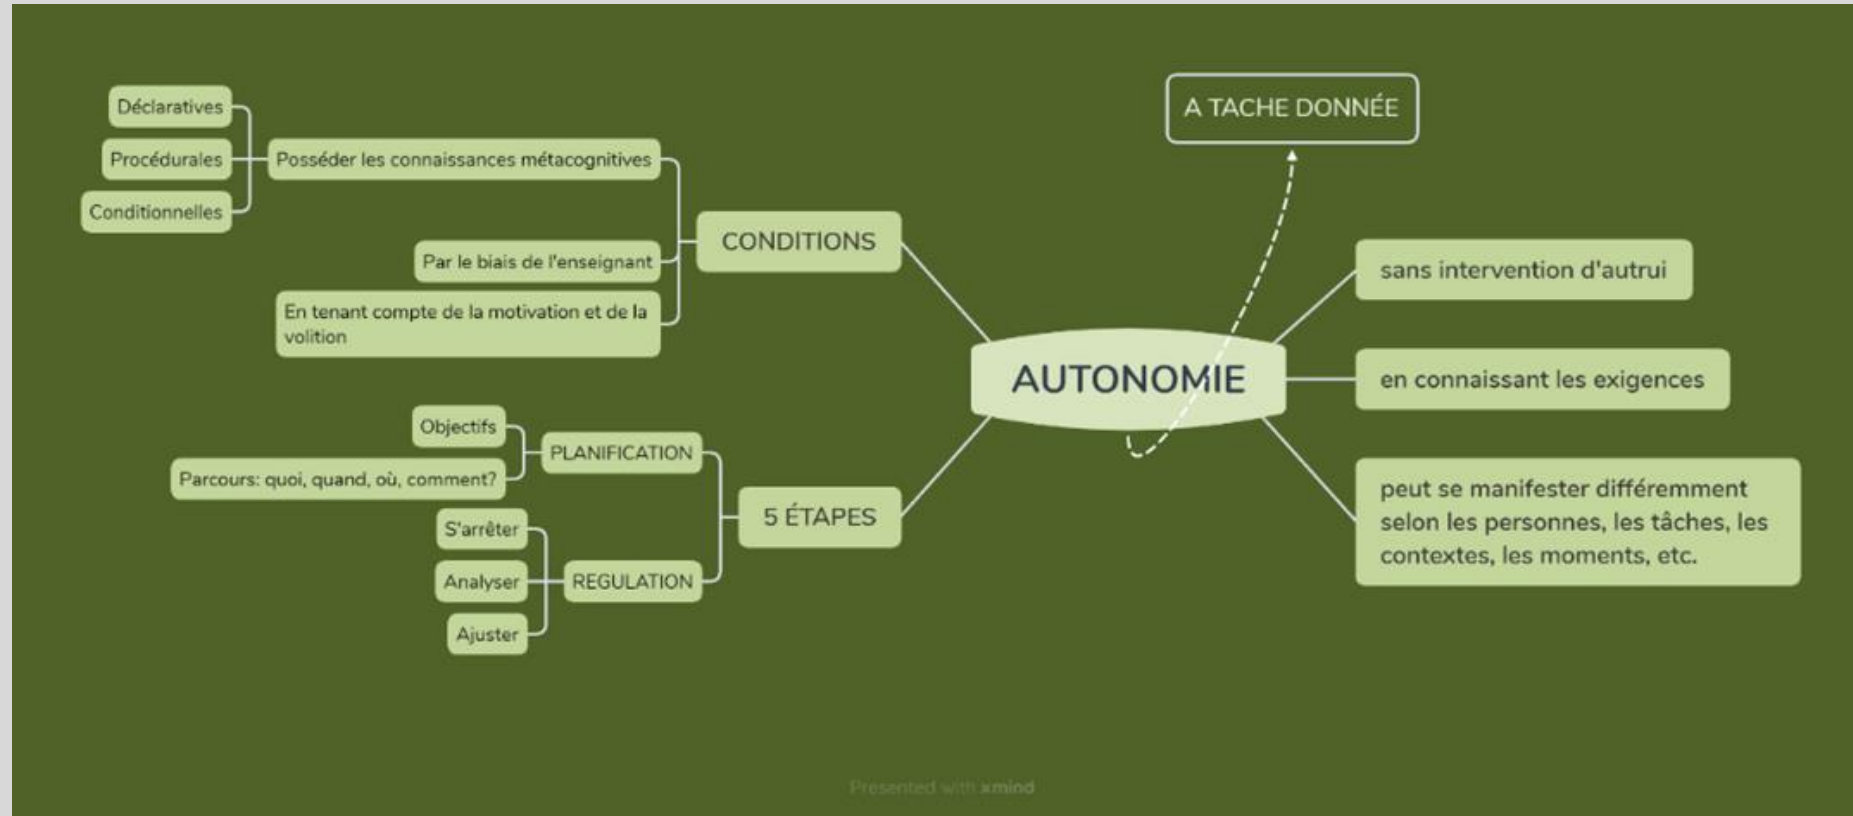 A TACHE DONNÉE
Déclaratives
Procédurales
Conditionnelles
Posséder les connaissances métacognitives
Par le biais de l'enseignant
En tenant compte de la motivation et de la
volition
CONDITIONS
Objectifs
Parcours: quoi, quand, où, comment?
PLANIFICATION
S'arrêter
Analyser
Ajuster
REGULATION
5 ÉTAPES
AUTONOMIE
sans intervention d'autrui
en connaissant les exigences
peut se manifester différemment
selon les personnes, les tâches, les
contextes, les moments, etc.
Presented with xmind